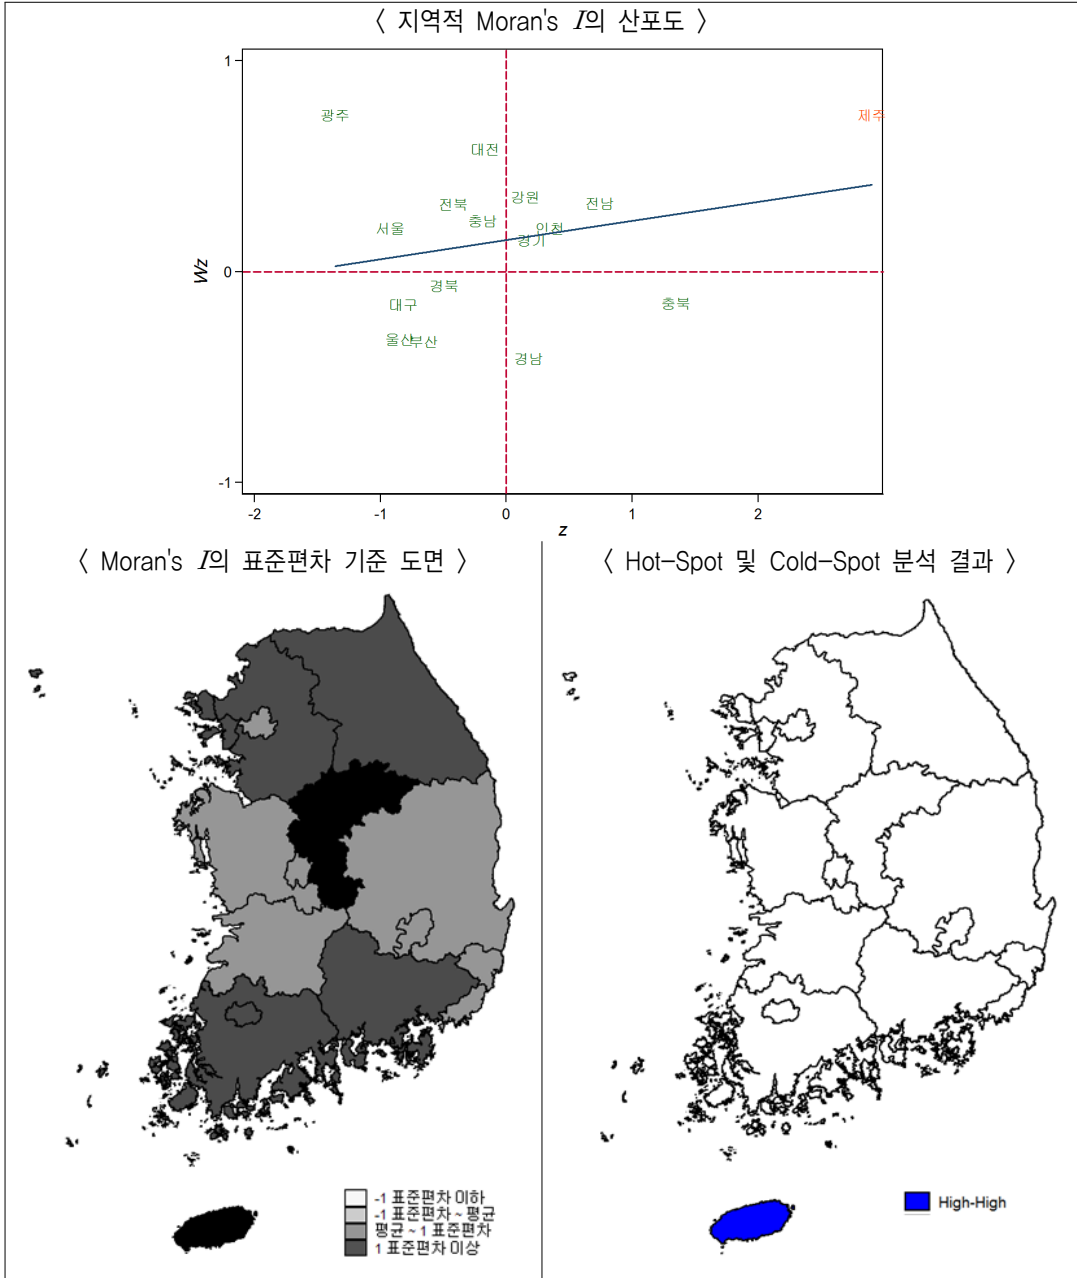 〈 지역적 Moran's I의 산포도 〉
1
광주
제주
대전
강원
전북
전남
충남
서울
인천
경기
Wz
0
경북
대구
충북
울산
부산
경남
-1
-2
-1
0
1
2
z
〈 Moran's I의 표준편차 기준 도면 〉
〈 Hot-Spot 및 Cold-Spot 분석 결과 〉
-1 표준편차 이하
-1 표준편차 ~ 평균
평균 ~ 1 표준편차
1 표준편차 이상
High-High